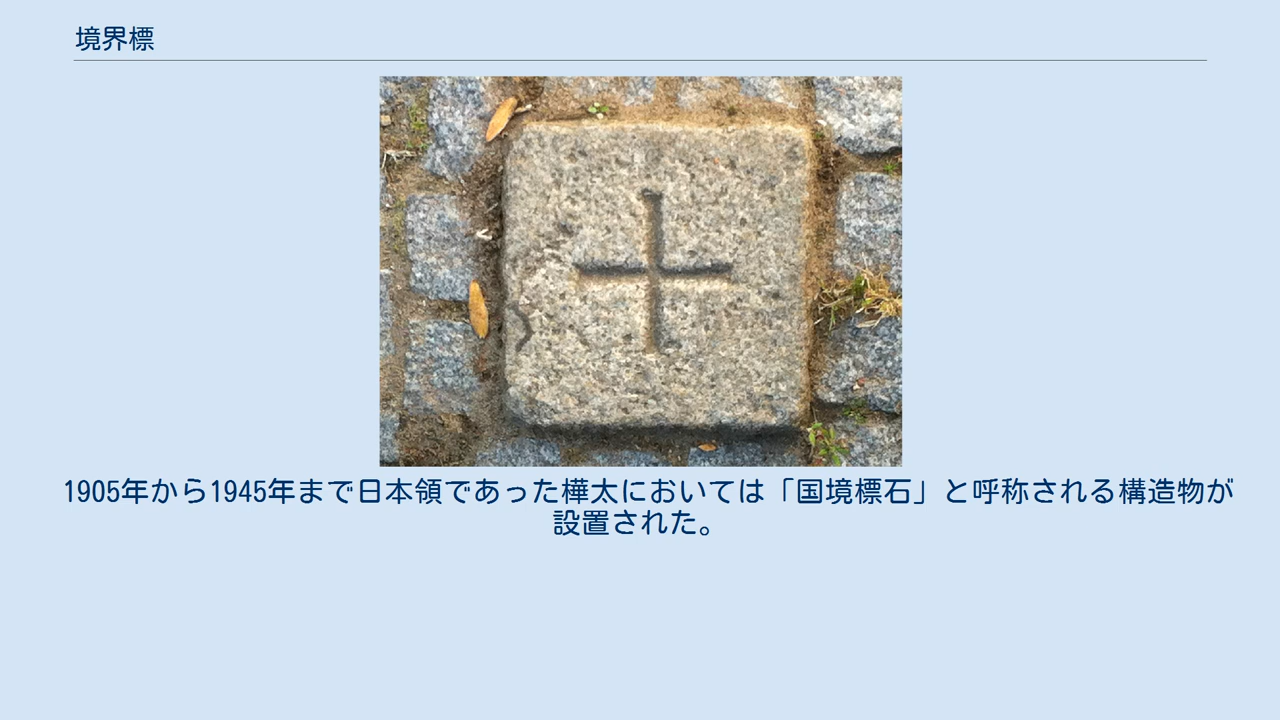 境界標
1905年から1945年まで日本領であった樺太においては「国境標石」と呼称される構造物が
設置された。